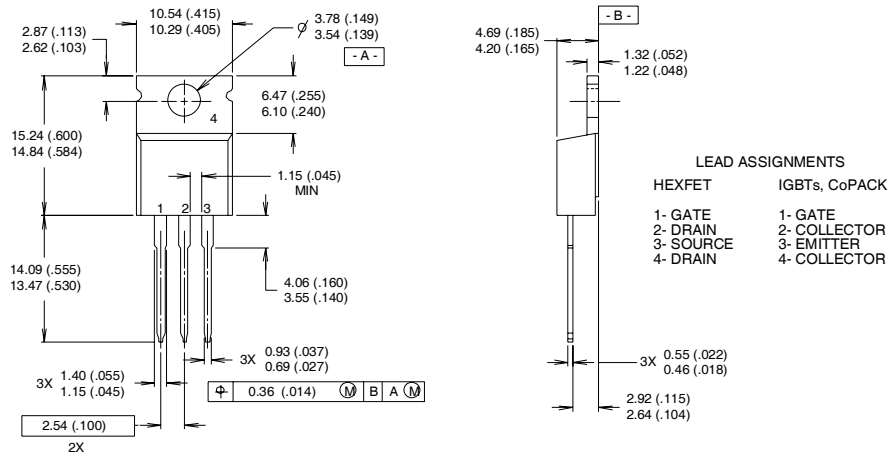 2.87 (.113)
2.62 (.103)
10.54 (.415)
10.29 (.405)
ø 3.78 (.149)
3.54 (.139)
- A -
6.47 (.255)
6.10 (.240)
4
15.24 (.600)
14.84 (.584)
1.15 (.045)
MIN
1 2 3
14.09 (.555)
13.47 (.530)
4.06 (.160)
3.55 (.140)
3X 0.93 (.037)
0.69 (.027)
3X 1.40 (.055)
1.15 (.045)
⌖ 0.36 (.014) Ⓜ B A Ⓜ
2.54 (.100)
2X
- B -
4.69 (.185)
4.20 (.165)
1.32 (.052)
1.22 (.048)
LEAD ASSIGNMENTS
HEXFET
1- GATE
2- DRAIN
3- SOURCE
4- DRAIN
IGBTs, CoPACK
1- GATE
2- COLLECTOR
3- EMITTER
4- COLLECTOR
3X 0.55 (.022)
0.46 (.018)
2.92 (.115)
2.64 (.104)